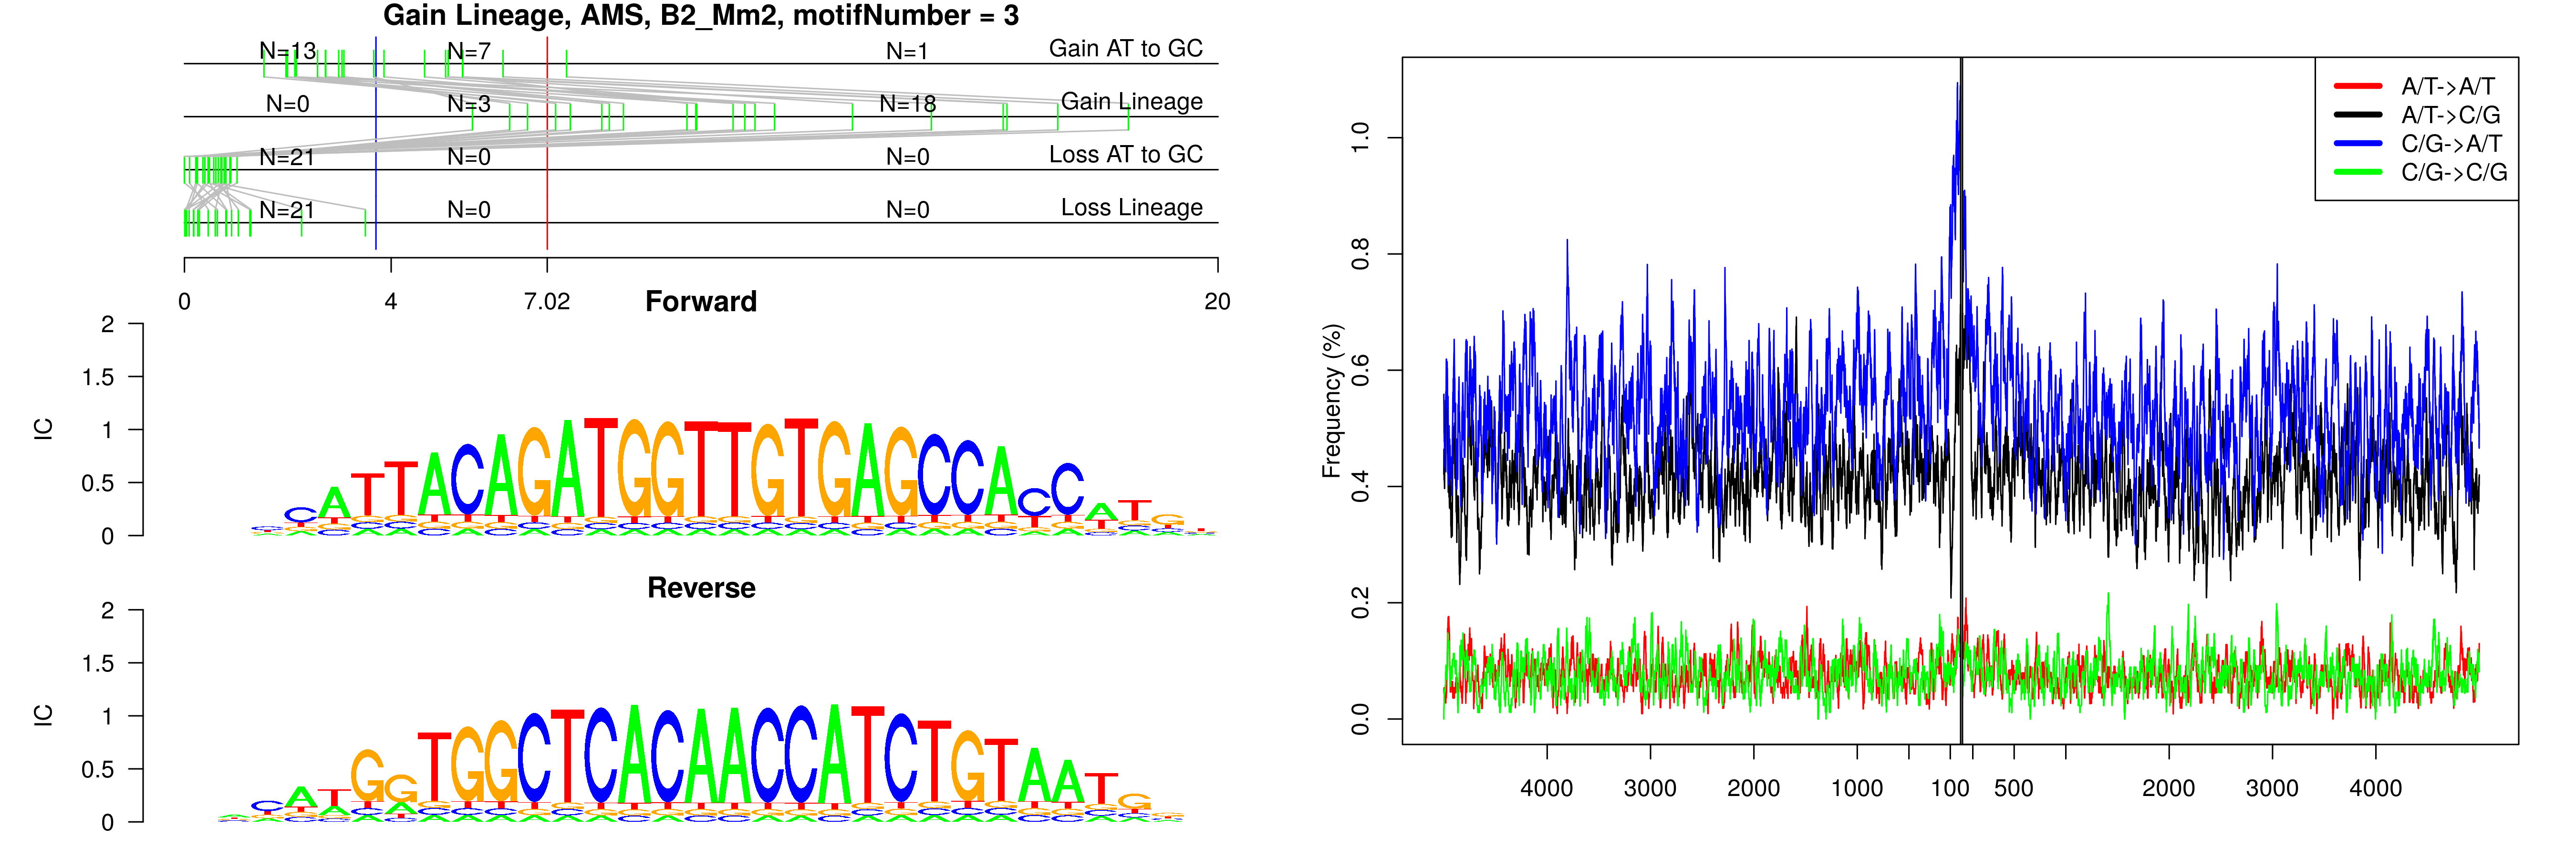 Gain Lineage, AMS, B2_Mm2, motifNumber = 3
N=13 N=7 N=1 Gain AT to GC
N=0 N=3 N=18 Gain Lineage
N=21 N=0 N=0 Loss AT to GC
N=21 N=0 N=0 Loss Lineage
0 4 7.02 20
Forward
IC
2
1.5
1
0.5
0
CATTACAGATGGTTGTGAGCCACCATG
Reverse
IC
2
1.5
1
0.5
0
CATGGTGGCTCACAACCATCTGTAATG
Frequency (%)
1.0
0.8
0.6
0.4
0.2
0.0
A/T->A/T
A/T->C/G
C/G->A/T
C/G->C/G
4000 3000 2000 1000 100 500 2000 3000 4000